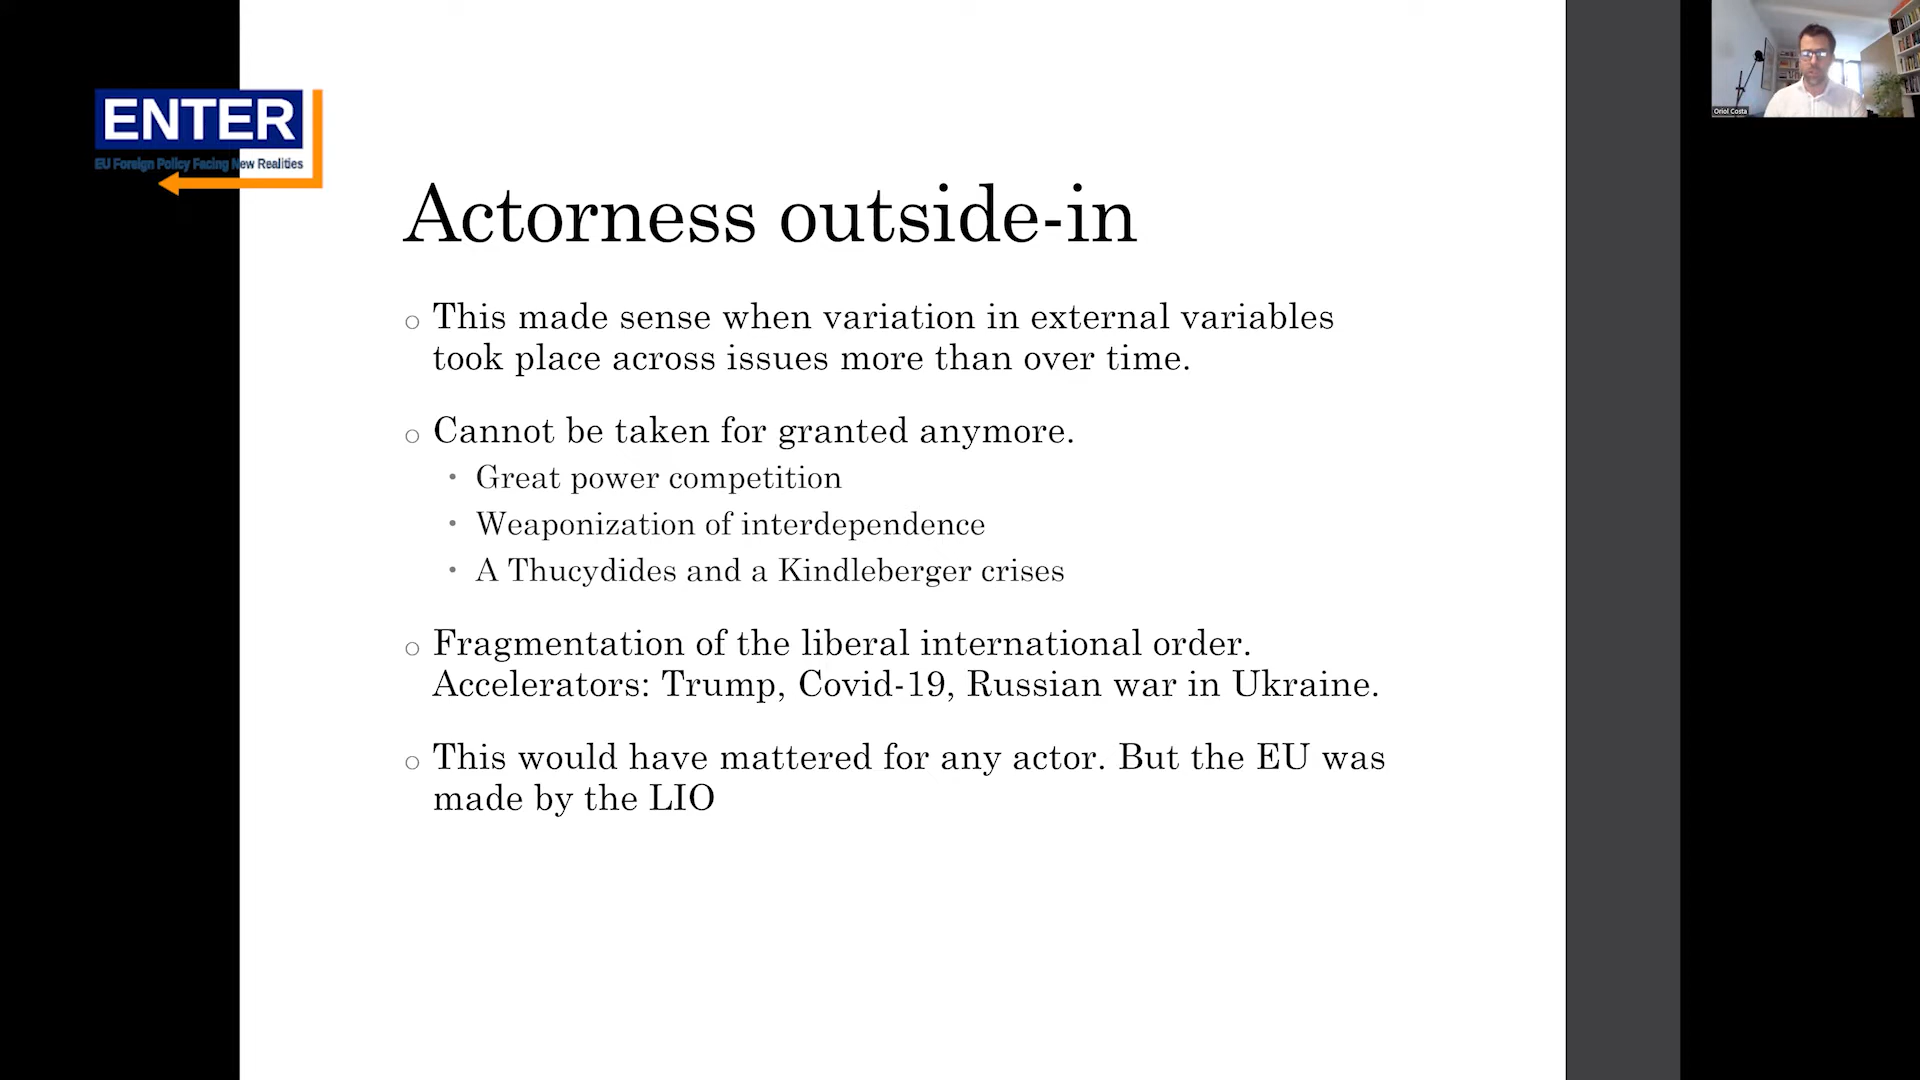 ENTER
EU Foreign Policy Facing New Realities
Oriol Costa
Actorness outside-in
This made sense when variation in external variables
took place across issues more than over time.
Cannot be taken for granted anymore.
Great power competition
Weaponization of interdependence
A Thucydides and a Kindleberger crises
Fragmentation of the liberal international order.
Accelerators: Trump, Covid-19, Russian war in Ukraine.
This would have mattered for any actor. But the EU was
made by the LIO